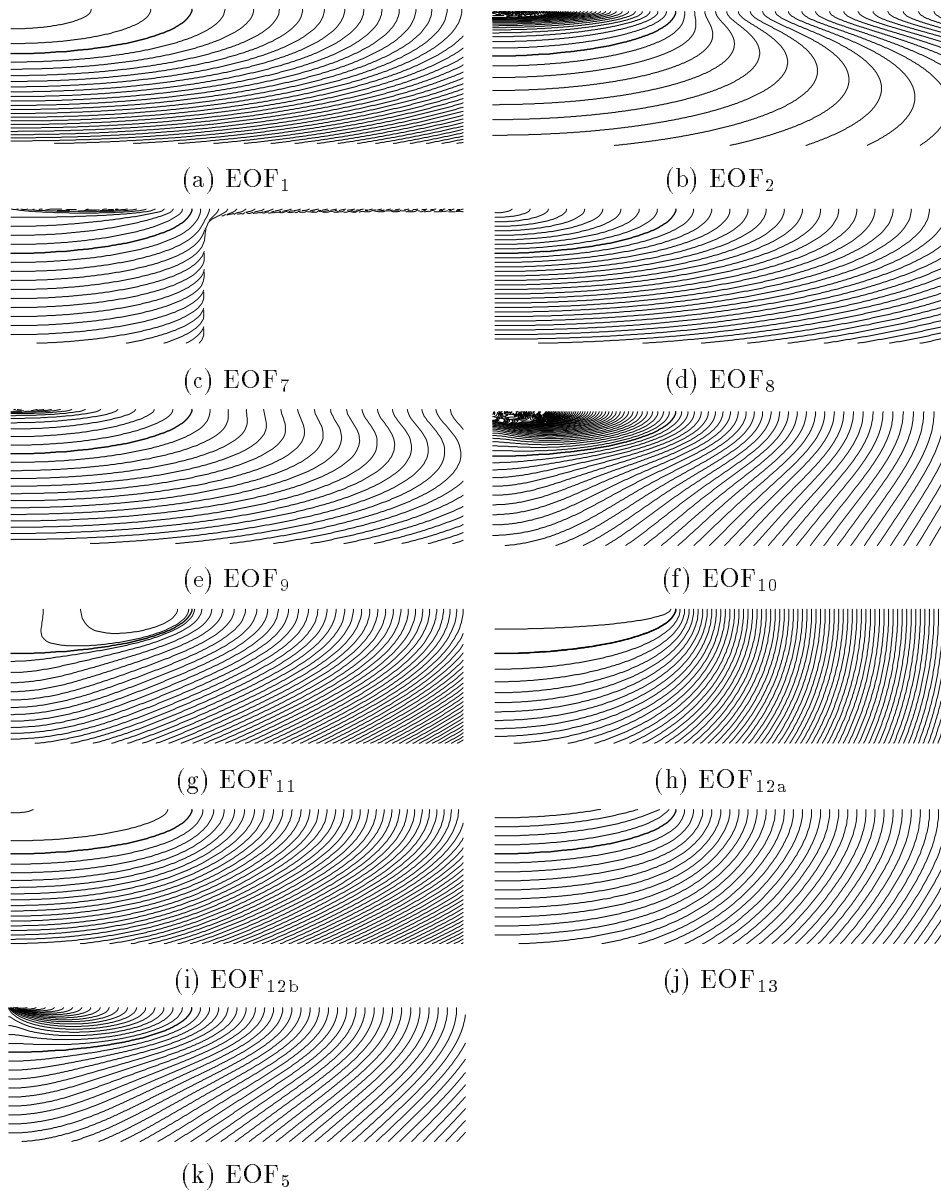 (a) EOF₁
(b) EOF₂
(c) EOF₇
(d) EOF₈
(e) EOF₉
(f) EOF₁₀
(g) EOF₁₁
(h) EOF₁₂ₐ
(i) EOF₁₂b
(j) EOF₁₃
(k) EOF₅